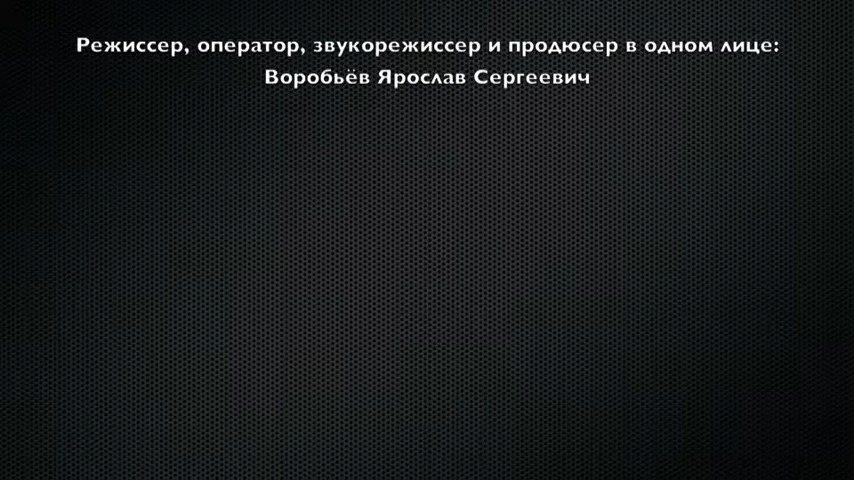 Режиссер, оператор, звукорежиссер и продюсер в одном лице:
Воробьёв Ярослав Сергеевич